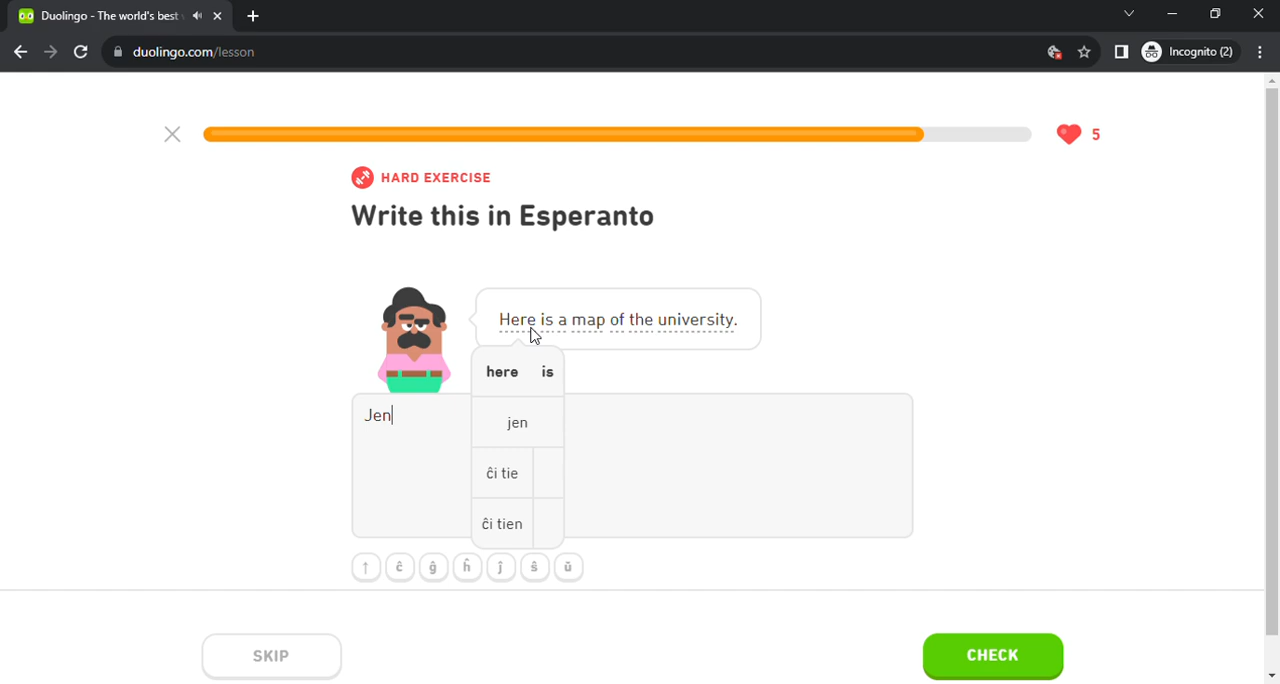 Duolingo - The world's best
duolingo.com/lesson
Incognito (2)
5
HARD EXERCISE
Write this in Esperanto
Here is a map of the university.
here is
jen
ĉi tie
ĉi tien
Jen
↑ ĉ ĝ ĥ ĵ ŝ ŭ
SKIP
CHECK